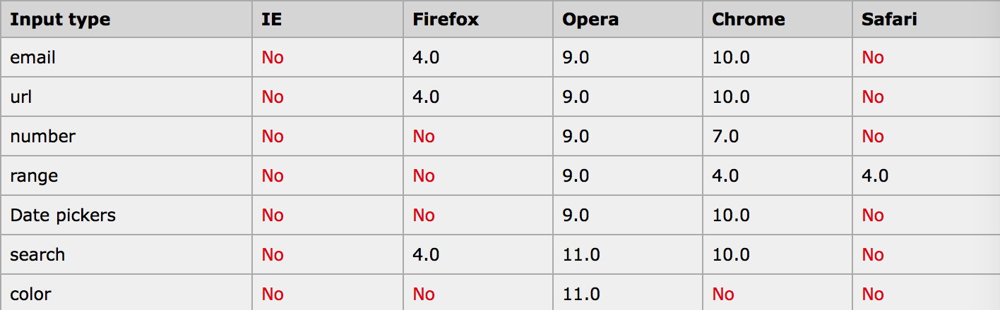 Input type IE Firefox Opera Chrome Safari
email No 4.0 9.0 10.0 No
url No 4.0 9.0 10.0 No
number No No 9.0 7.0 No
range No No 9.0 4.0 4.0
Date pickers No No 9.0 10.0 No
search No 4.0 11.0 10.0 No
color No No 11.0 No No